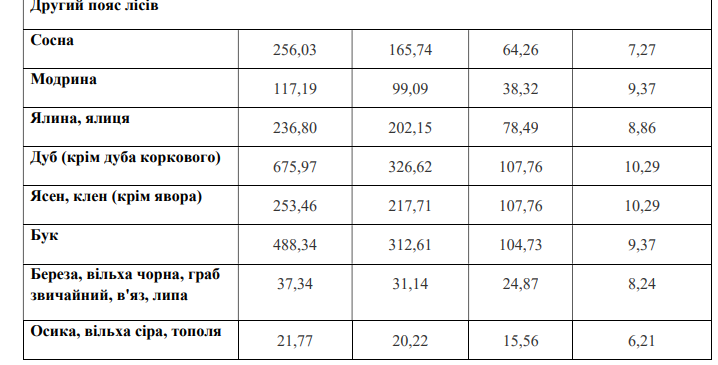 Другий пояс лісів
Сосна 256,03 165,74 64,26 7,27
Модрина 117,19 99,09 38,32 9,37
Ялина, ялиця 236,80 202,15 78,49 8,86
Дуб (крім дуба коркового) 675,97 326,62 107,76 10,29
Ясен, клен (крім явора) 253,46 217,71 107,76 10,29
Бук 488,34 312,61 104,73 9,37
Береза, вільха чорна, граб
звичайний, в'яз, липа 37,34 31,14 24,87 8,24
Осика, вільха сіра, тополя 21,77 20,22 15,56 6,21